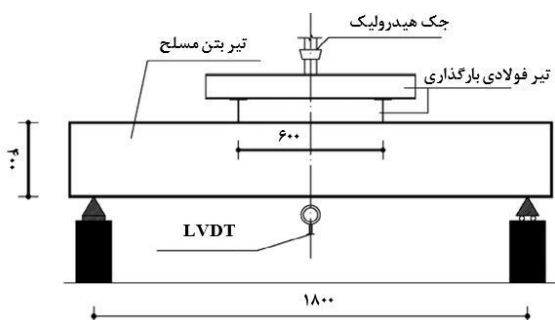 جک هیدرولیک
تیر بتن مسلح
تیر فولادی بارگذاری
۶۰۰
۴۰۰
LVDT
۱۸۰۰